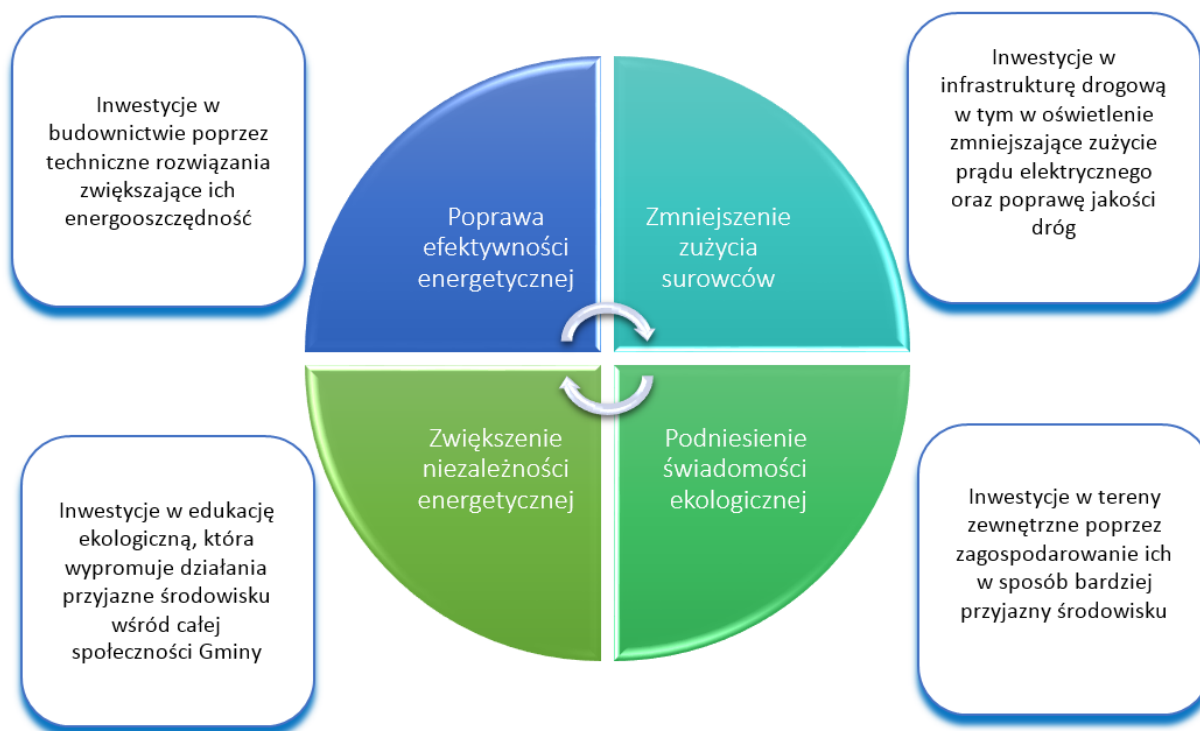 Inwestycje w
budownictwie poprzez
techniczne rozwiązania
zwiększające ich
energooszczędność
Inwestycje w
infrastrukturę drogową
w tym w oświetlenie
zmniejszające zużycie
prądu elektrycznego
oraz poprawę jakości
dróg
Poprawa
efektywności
energetycznej
Zmniejszenie
zużycia
surowców
Zwiększenie
niezależności
energetycznej
Podniesienie
świadomości
ekologicznej
Inwestycje w edukację
ekologiczną, która
wypromuje działania
przyjazne środowisku
wśród całej
społeczności Gminy
Inwestycje w tereny
zewnętrzne poprzez
zagospodarowanie ich
w sposób bardziej
przyjazny środowisku